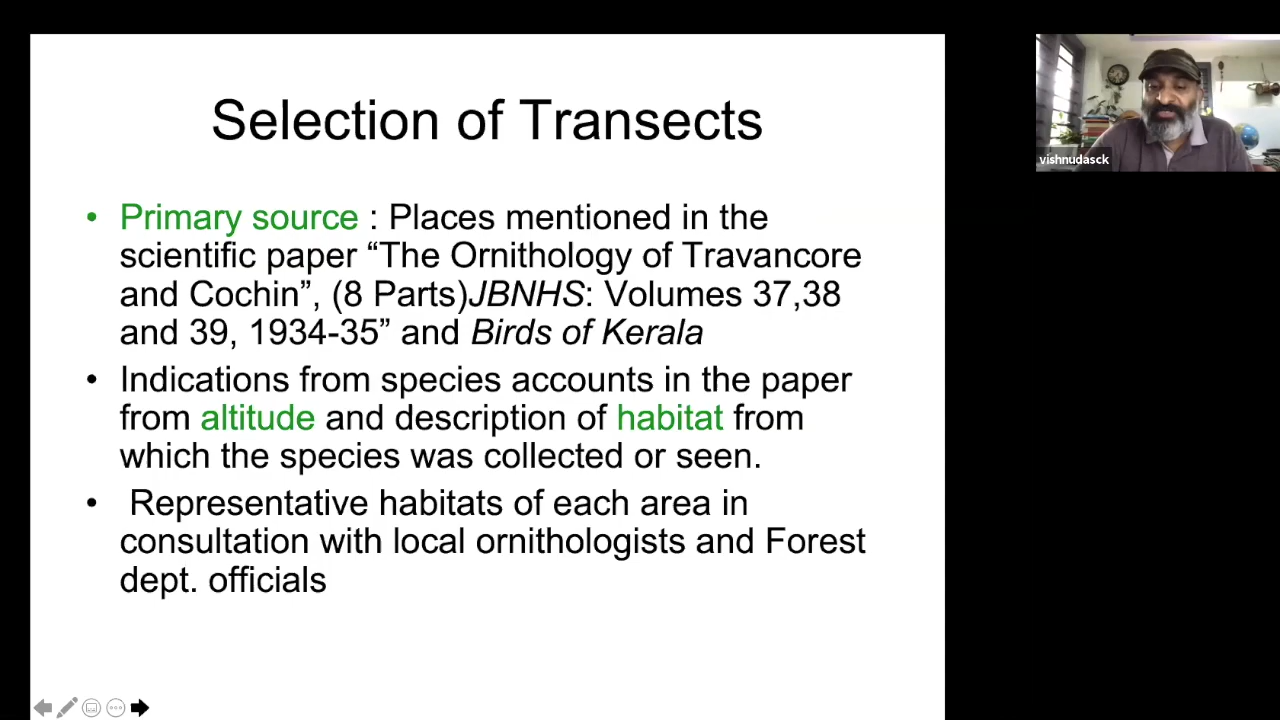 Selection of Transects
• Primary source : Places mentioned in the
scientific paper “The Ornithology of Travancore
and Cochin”, (8 Parts)JBNHS: Volumes 37,38
and 39, 1934-35” and Birds of Kerala
• Indications from species accounts in the paper
from altitude and description of habitat from
which the species was collected or seen.
• Representative habitats of each area in
consultation with local ornithologists and Forest
dept. officials
vishnudasck